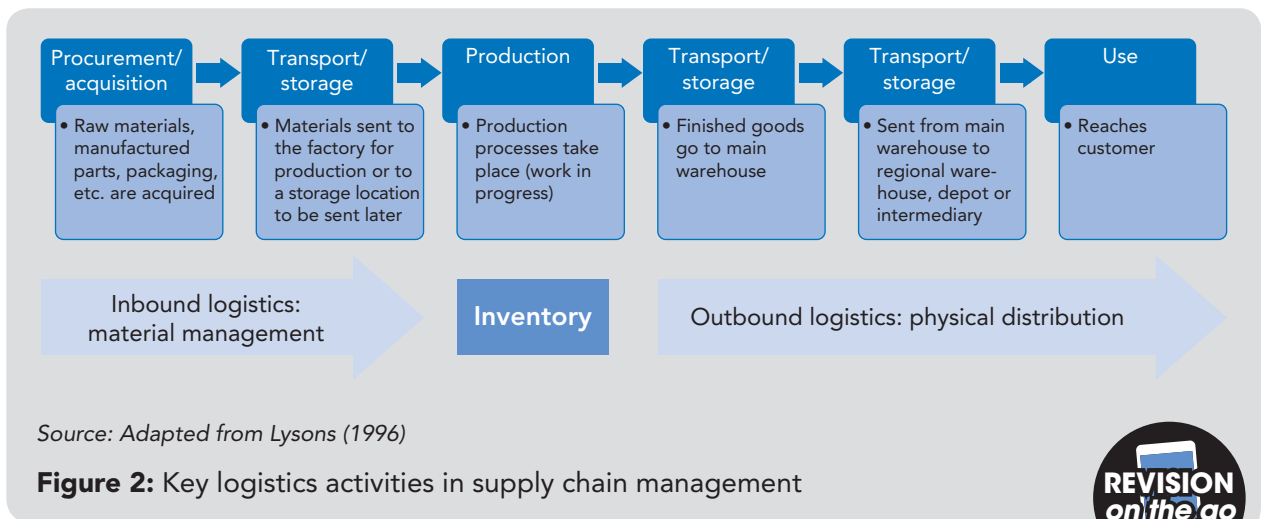 Procurement/
acquisition
• Raw materials,
manufactured
parts, packaging,
etc. are acquired
Transport/
storage
• Materials sent to
the factory for
production or to
a storage location
to be sent later
Production
• Production
processes take
place (work in
progress)
Transport/
storage
• Finished goods
go to main
warehouse
Transport/
storage
• Sent from main
warehouse to
regional ware-
house, depot or
intermediary
Use
• Reaches
customer
Inbound logistics:
material management
Inventory
Outbound logistics: physical distribution
Source: Adapted from Lysons (1996)
Figure 2: Key logistics activities in supply chain management
REVISION
on the go